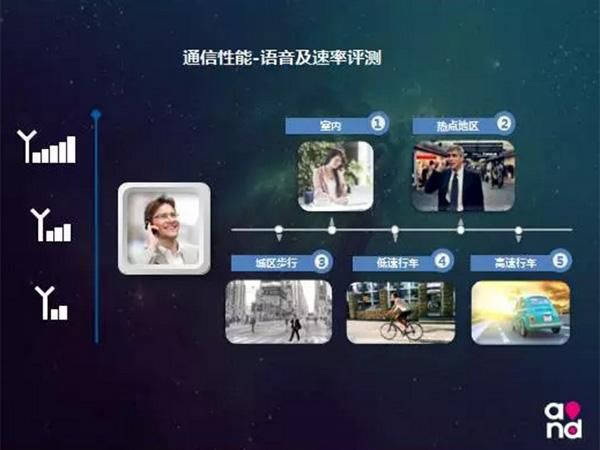 通信性能-语音及速率评测
室内 1
热点地区 2
城区步行 3
低速行车 4
高速行车 5
and